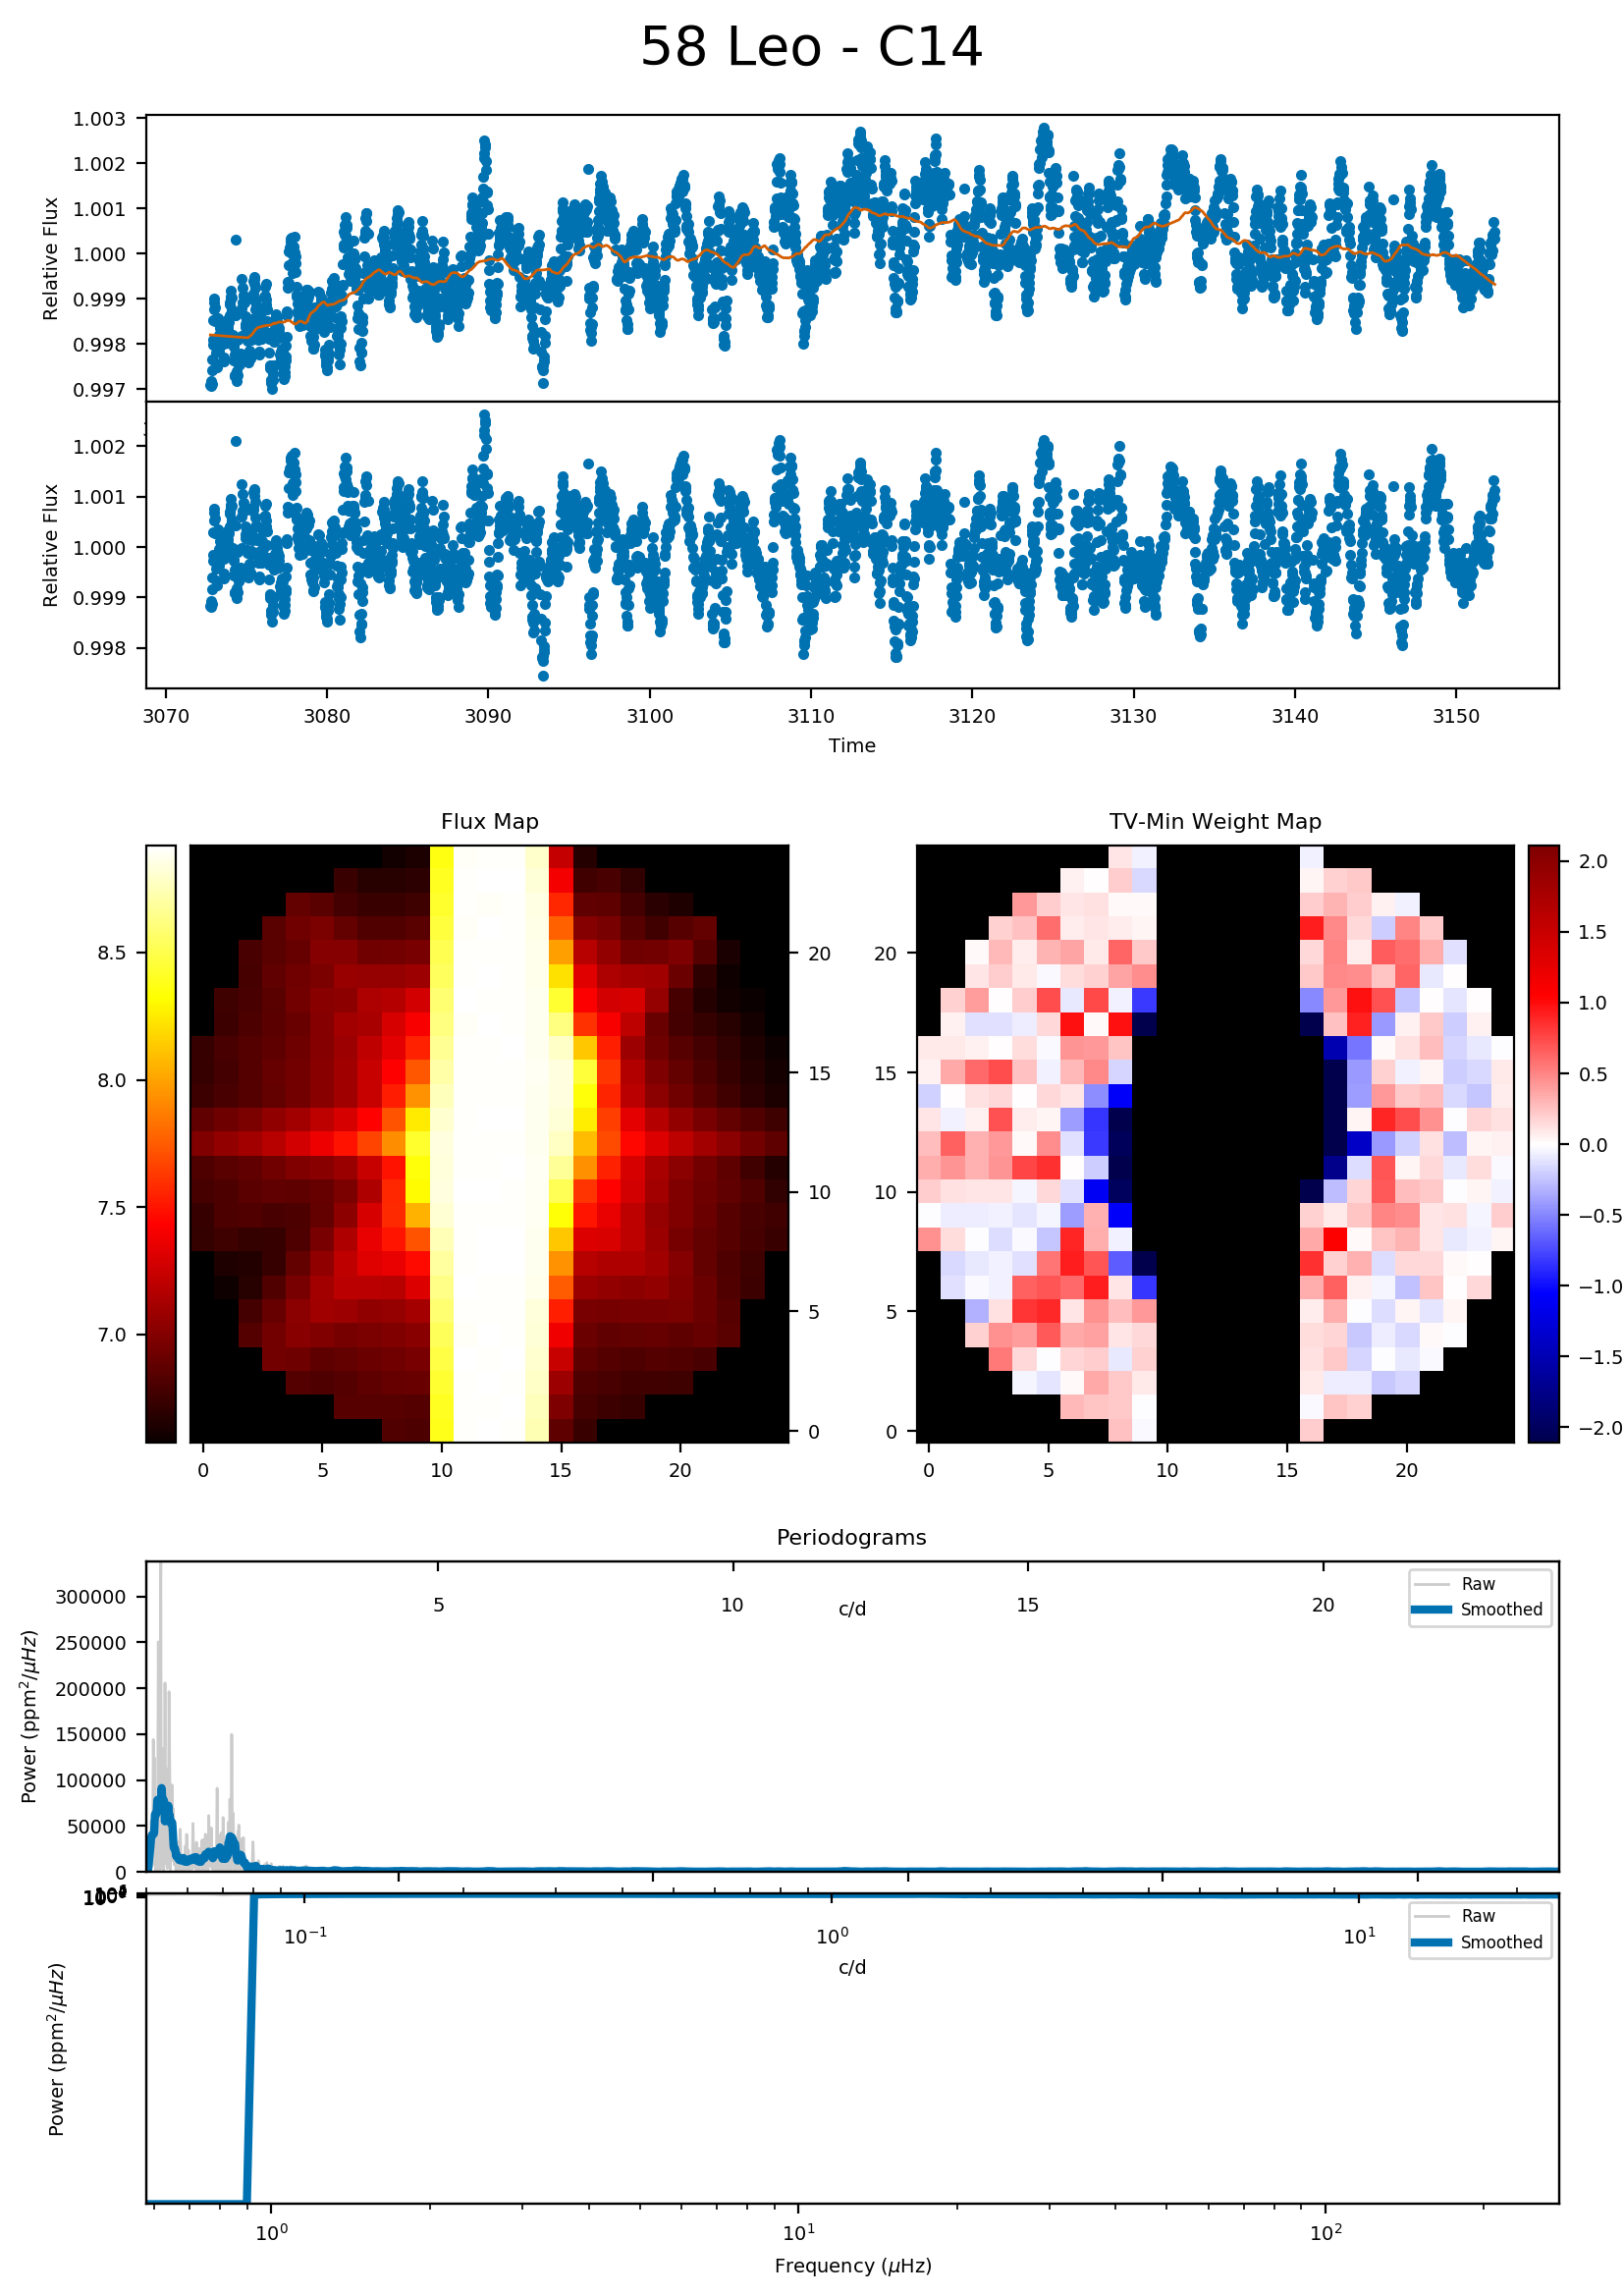 58 Leo - C14
1.003
1.002
1.001
1.000
0.999
0.998
0.997
Relative Flux
1.002
1.001
1.000
0.999
0.998
Relative Flux
3070 3080 3090 3100 3110 3120 3130 3140 3150
Time
Flux Map
8.5
8.0
7.5
7.0
20
15
10
5
0
0 5 10 15 20
TV-Min Weight Map
20
15
10
5
0
0 5 10 15 20
2.0
1.5
1.0
0.5
0.0
−0.5
−1.0
−1.5
−2.0
Periodograms
300000
250000
200000
150000
100000
50000
0
Power (ppm²/μHz)
5 10 15 20
c/d
Raw
Smoothed
Power (ppm²/μHz)
10⁻¹ 10⁰ 10¹
c/d
Raw
Smoothed
10⁰ 10¹ 10²
Frequency (μHz)